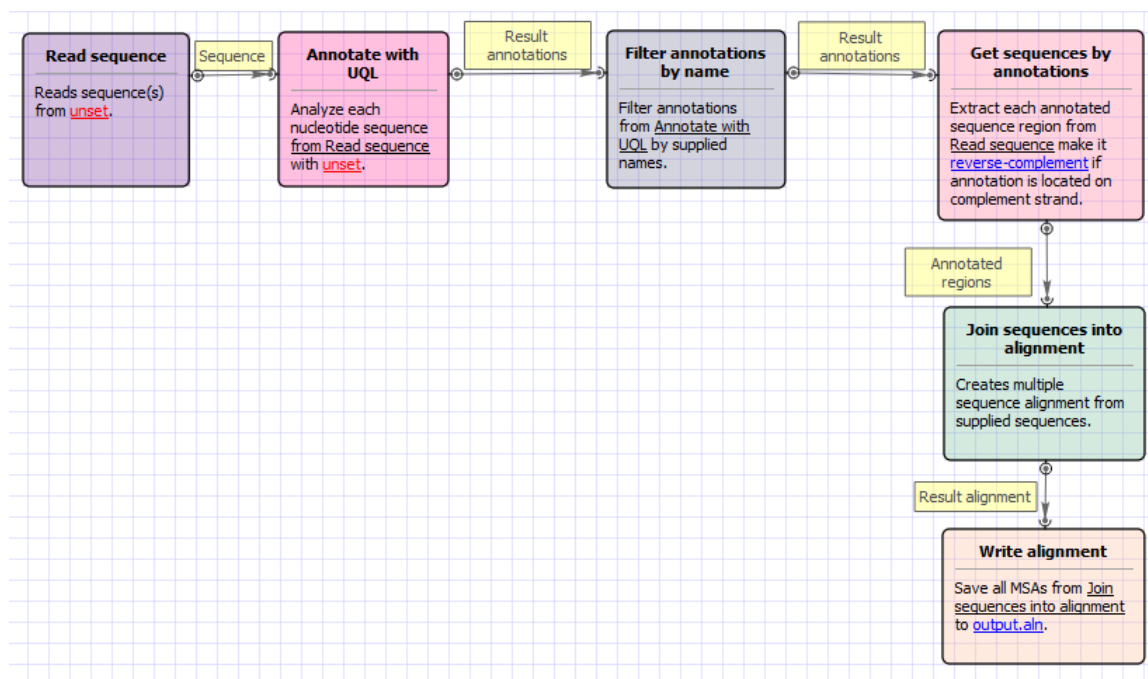 Read sequence
Reads sequence(s)
from unset.
Sequence
Annotate with
UQL
Analyze each
nucleotide sequence
from Read sequence
with unset.
Result
annotations
Filter annotations
by name
Filter annotations
from Annotate with
UQL by supplied
names.
Result
annotations
Get sequences by
annotations
Extract each annotated
sequence region from
Read sequence make it
reverse-complement if
annotation is located on
complement strand.
Annotated
regions
Join sequences into
alignment
Creates multiple
sequence alignment from
supplied sequences.
Result alignment
Write alignment
Save all MSAs from Join
sequences into alignment
to output.aln.